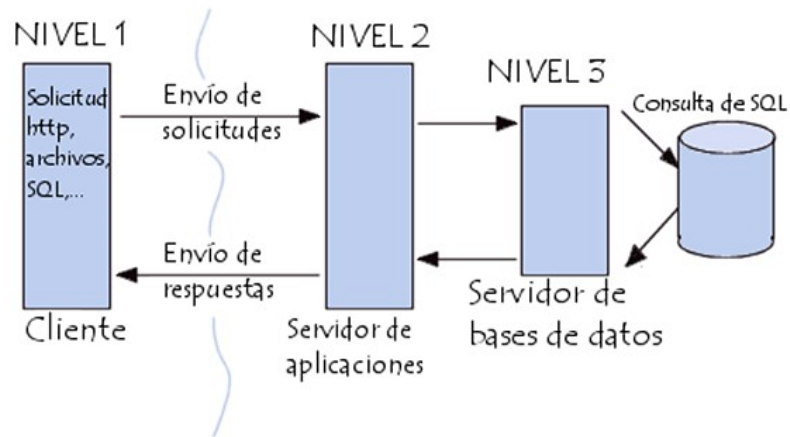 NIVEL 1
NIVEL 2
NIVEL 3
Solicitud
http,
archivos,
SQL,...
Envío de
solicitudes
Consulta de SQL
Envío de
respuestas
Cliente
Servidor de
aplicaciones
Servidor de
bases de datos